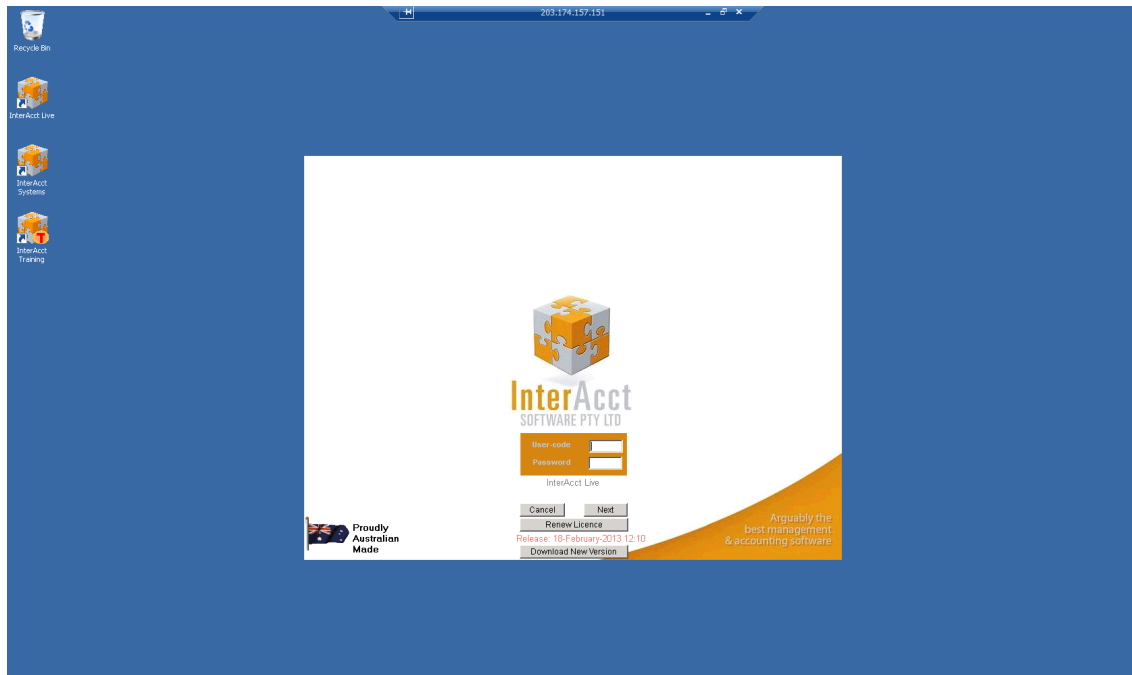 203.174.157.151
Recycle Bin
InterAcct Live
InterAcct
Systems
T
InterAcct
Training
InterAcct
SOFTWARE PTY LTD
User-code
Password
InterAcct Live
Cancel
Next
Renew Licence
Release: 18-February-2013 12:10
Download New Version
Proudly
Australian
Made
Arguably the
best management
& accounting software